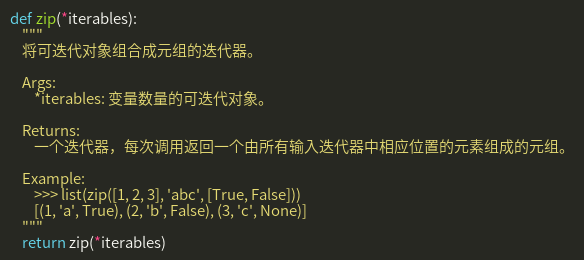 def zip(*iterables):
"""
将可迭代对象组合成元组的迭代器。
Args:
*iterables: 变量数量的可迭代对象。
Returns:
一个迭代器，每次调用返回一个由所有输入迭代器中相应位置的元素组成的元组。
Example:
>>> list(zip([1, 2, 3], 'abc', [True, False]))
[(1, 'a', True), (2, 'b', False), (3, 'c', None)]
"""
return zip(*iterables)